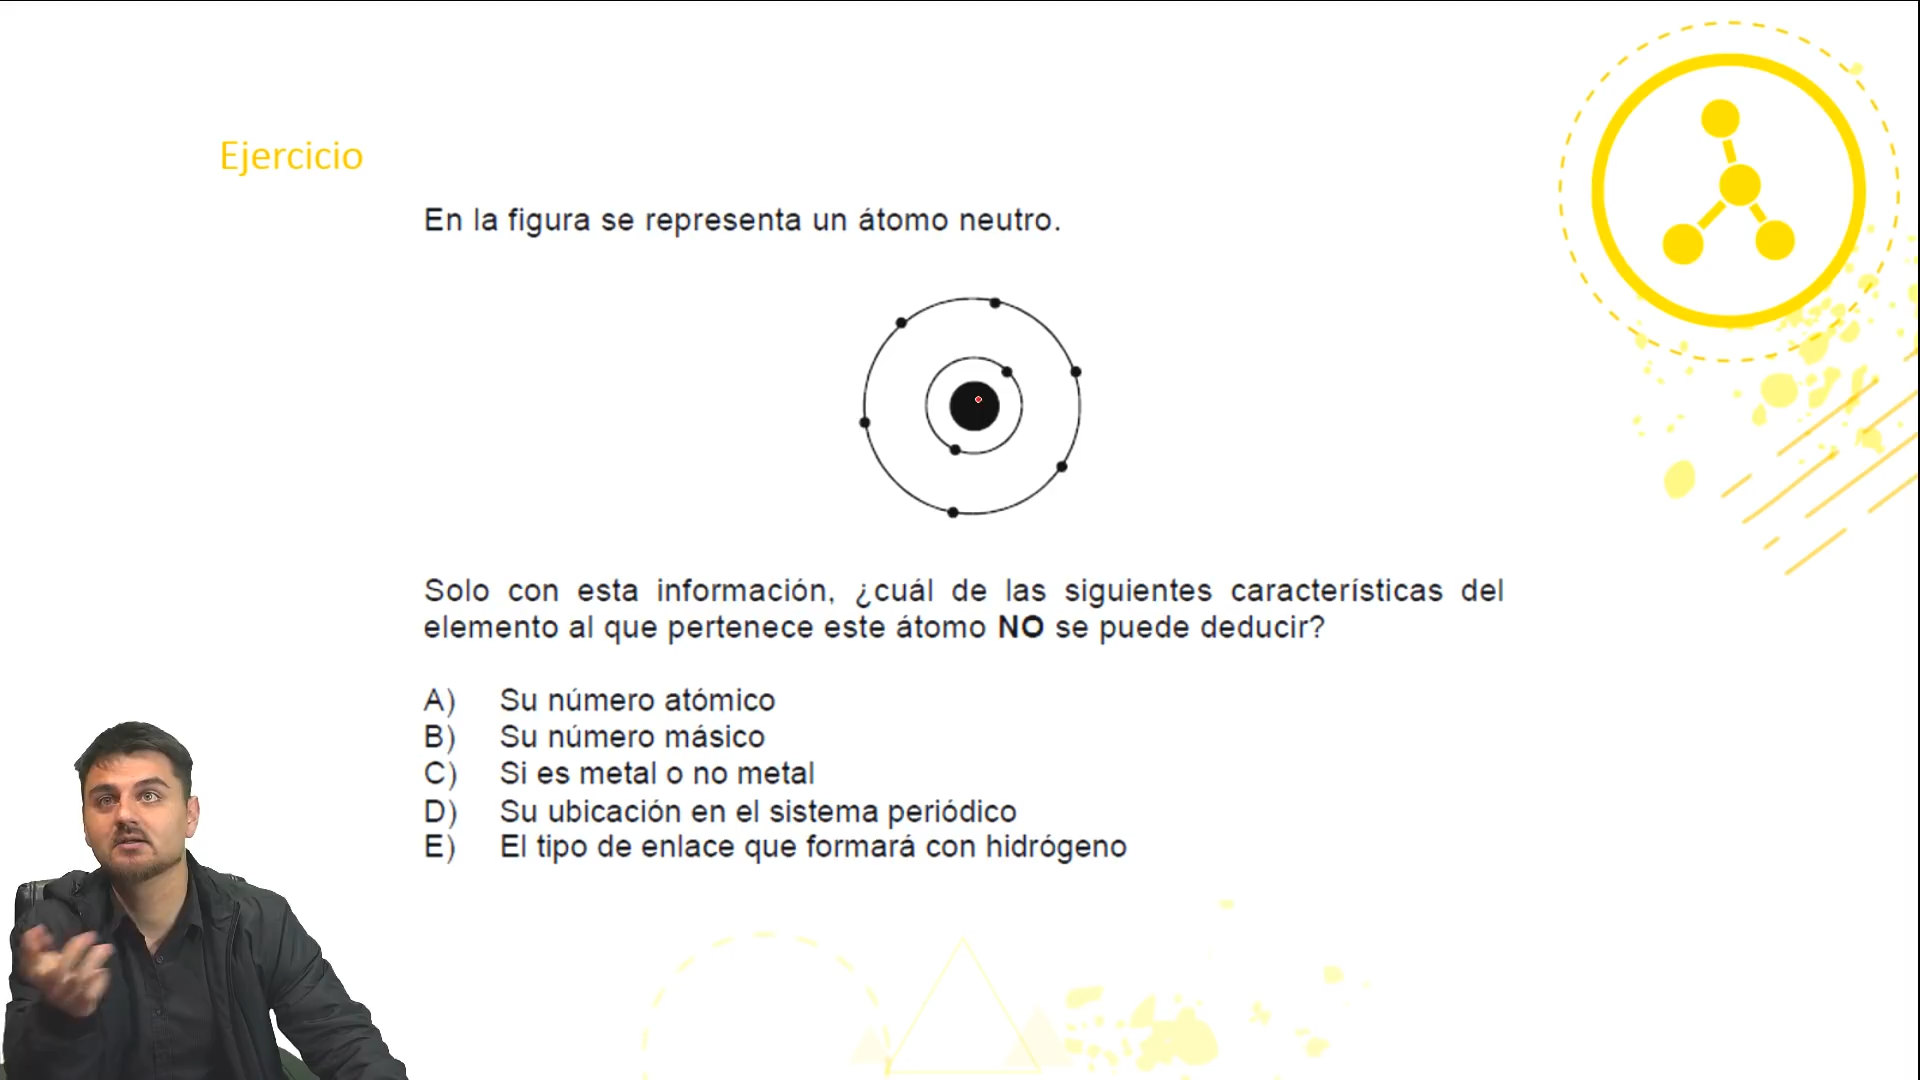 Ejercicio
En la figura se representa un átomo neutro.
Solo con esta información, ¿cuál de las siguientes características del
elemento al que pertenece este átomo NO se puede deducir?
A) Su número atómico
B) Su número másico
C) Si es metal o no metal
D) Su ubicación en el sistema periódico
E) El tipo de enlace que formará con hidrógeno